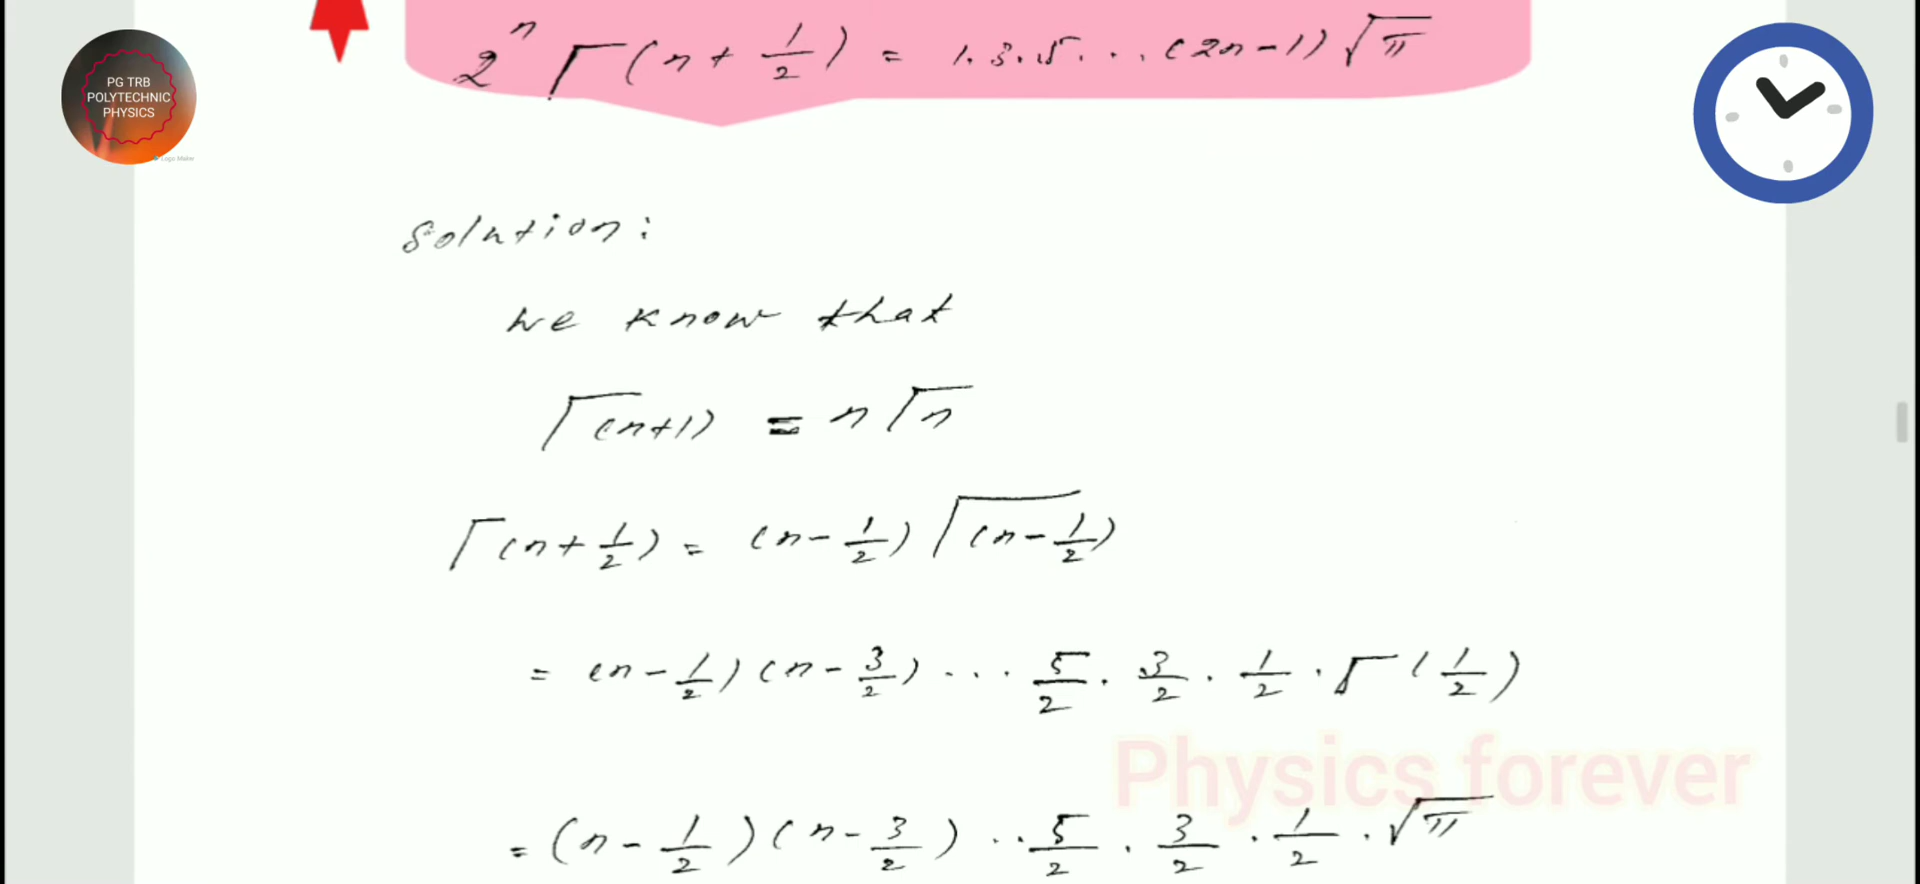 2ⁿ Γ(n + 1/2) = 1.3.5. . . (2n-1) √π
PG TRB
POLYTECHNIC
PHYSICS
Logo Maker
Solution:
We know that
Γ(n+1) = n Γn
Γ(n + 1/2) = (n - 1/2) Γ(n - 1/2)
= (n - 1/2) (n - 3/2) . . . 5/2 . 3/2 . 1/2 . Γ(1/2)
Physics forever
= (n - 1/2) (n - 3/2) . . 5/2 . 3/2 . 1/2 . √π